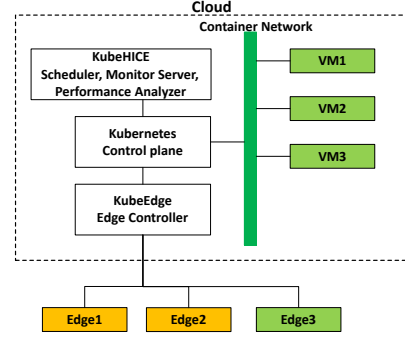 Cloud
Container Network
KubeHICE
Scheduler, Monitor Server,
Performance Analyzer
VM1
VM2
Kubernetes
Control plane
VM3
KubeEdge
Edge Controller
Edge1
Edge2
Edge3